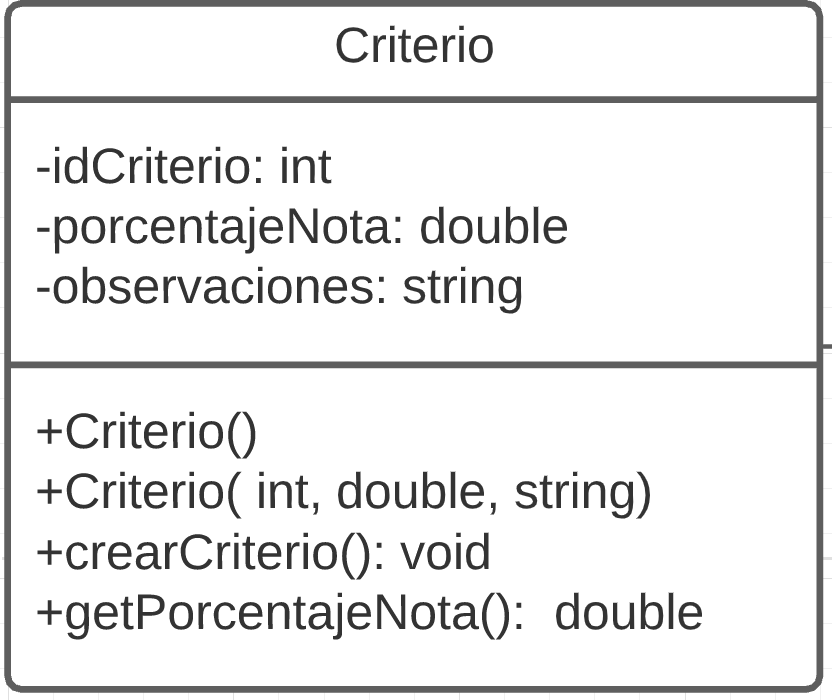 Criterio
-idCriterio: int
-porcentajeNota: double
-observaciones: string
+Criterio()
+Criterio( int, double, string)
+crearCriterio(): void
+getPorcentajeNota():  double